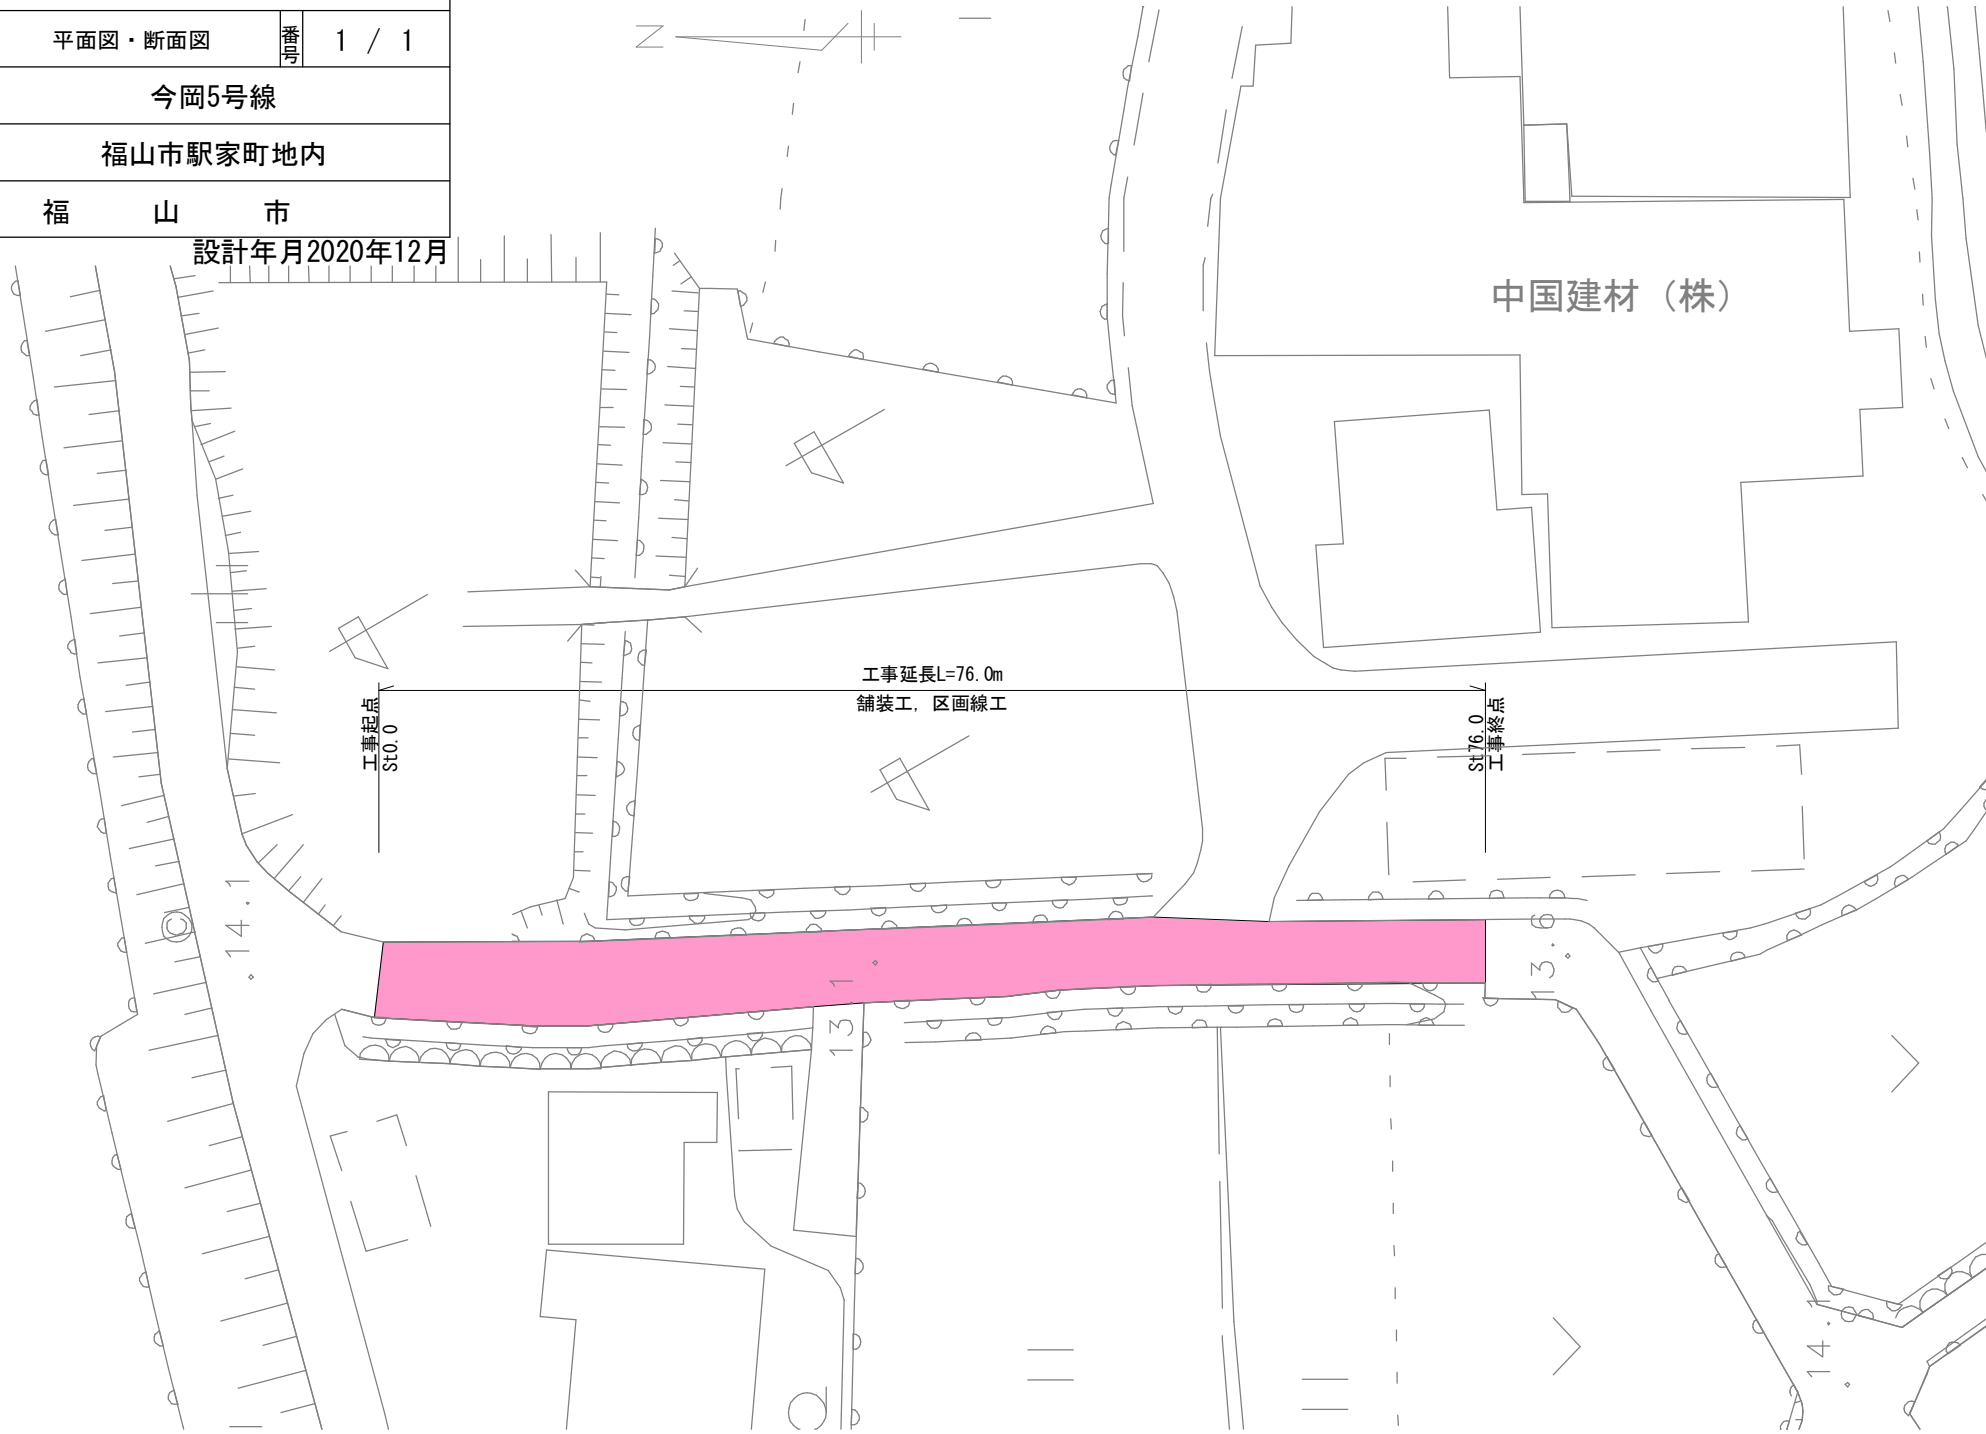 平面図・断面図 番号 1 / 1
今岡5号線
福山市駅家町地内
福 山 市
設計年月2020年12月
N
中国建材（株）
工事延長L=76.0m
舗装工，区画線工
工事起点
St0.0
St76.0
工事終点
14.1
13.1
13.6
14.1